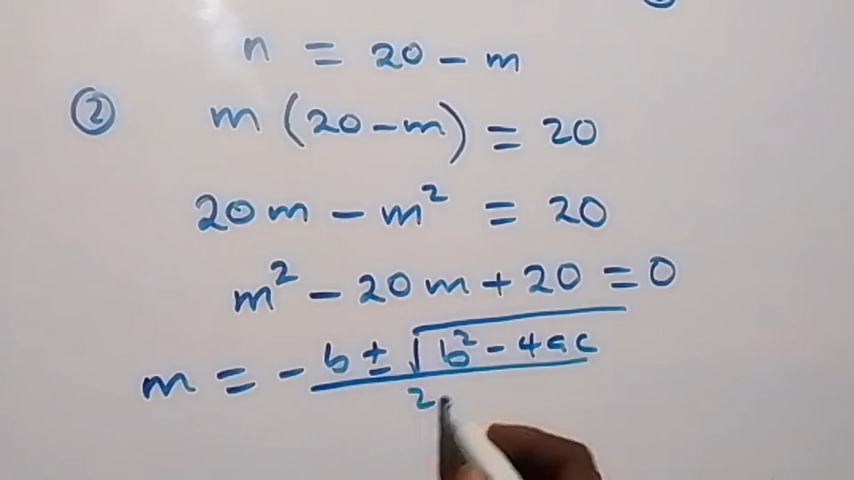 n = 20 - m
② m (20 - m) = 20
20m - m² = 20
m² - 20m + 20 = 0
m = - b ± √b² - 4ac
2